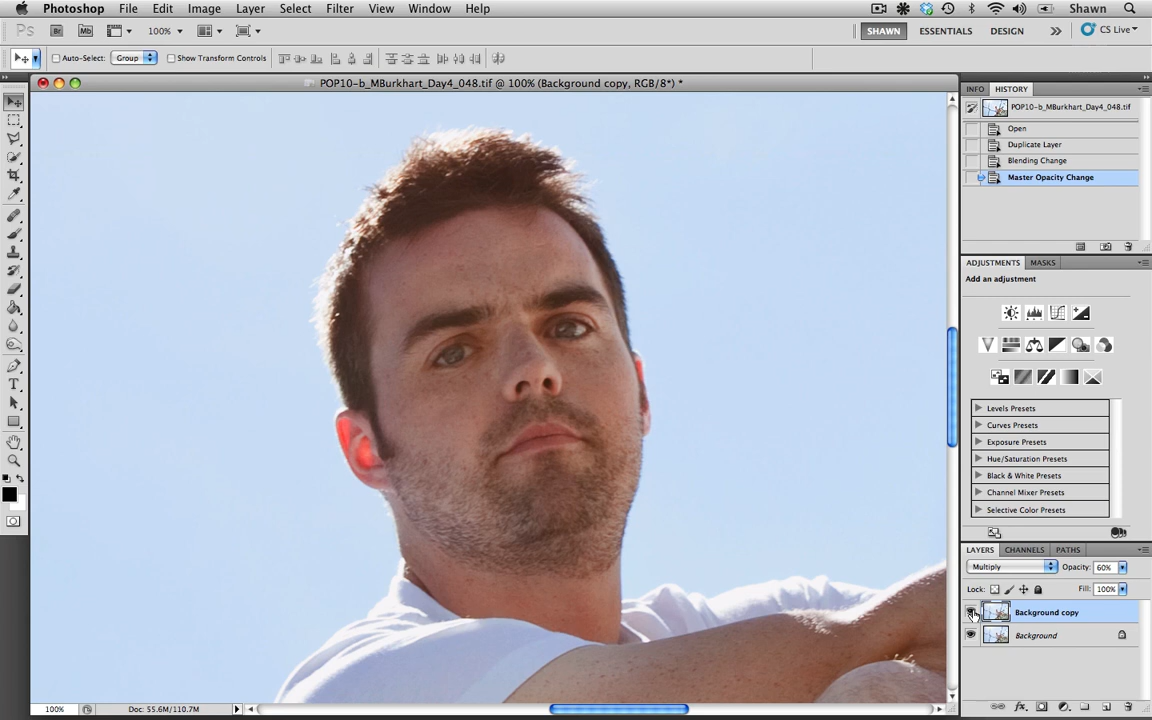 Photoshop File Edit Image Layer Select Filter View Window Help Shawn
Ps Br Mb 100% SHAWN ESSENTIALS DESIGN CS Live
Auto-Select: Group Show Transform Controls
POP10-b_MBurkhart_Day4_048.tif @ 100% (Background copy, RGB/8*) *
INFO HISTORY
POP10-b_MBurkhart_Day4_048.tif
Open
Duplicate Layer
Blending Change
Master Opacity Change
ADJUSTMENTS MASKS
Add an adjustment
Levels Presets
Curves Presets
Exposure Presets
Hue/Saturation Presets
Black & White Presets
Channel Mixer Presets
Selective Color Presets
LAYERS CHANNELS PATHS
Multiply Opacity: 60%
Lock: Fill: 100%
Background copy
Background
100% Doc: 55.6M/110.7M